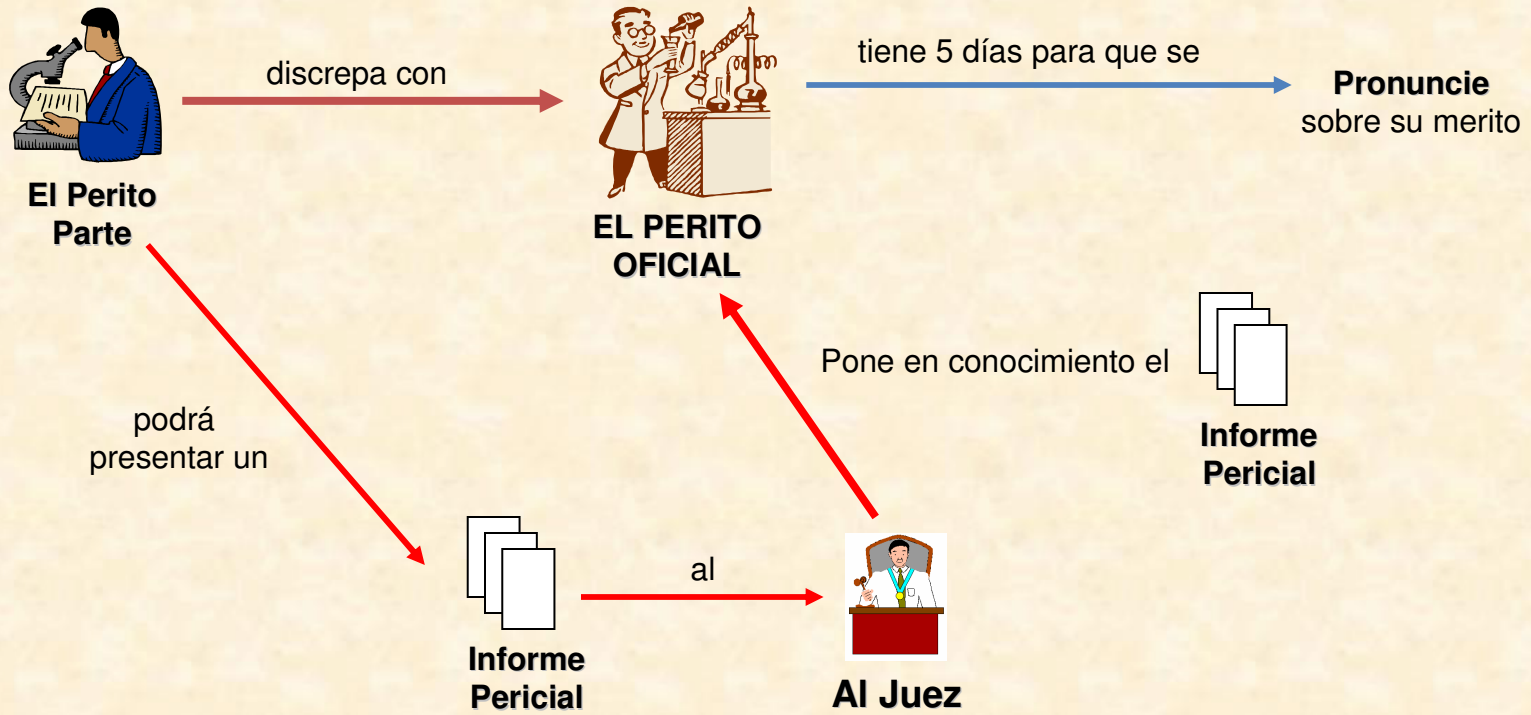 discrepa con
tiene 5 días para que se
Pronuncie
sobre su merito
El Perito
Parte
EL PERITO
OFICIAL
Pone en conocimiento el
Informe
Pericial
podrá
presentar un
al
Informe
Pericial
Al Juez